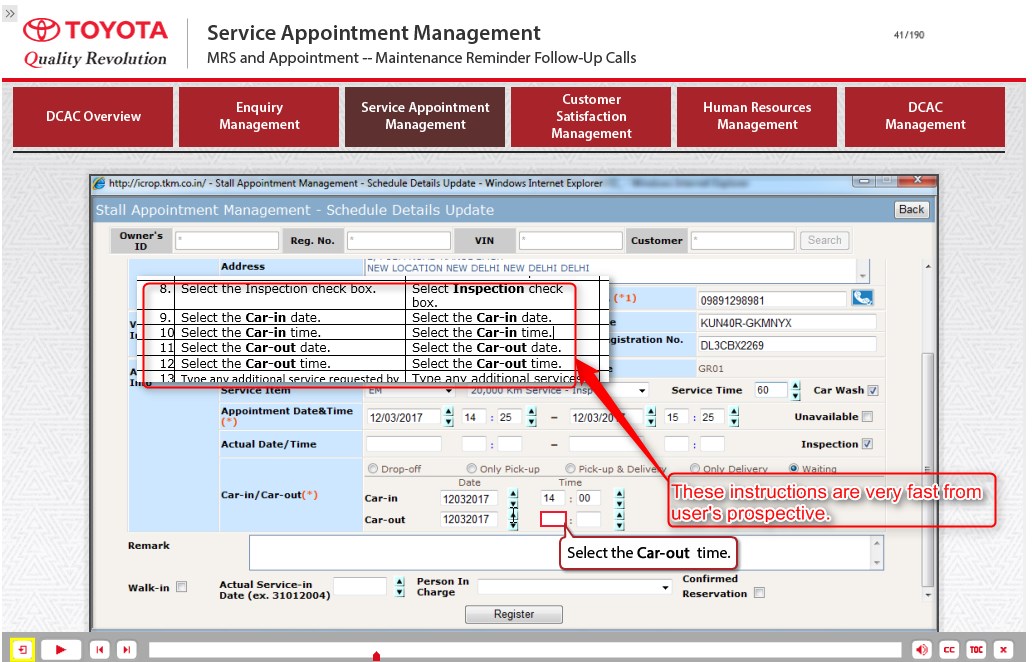 TOYOTA
Quality Revolution
Service Appointment Management
MRS and Appointment -- Maintenance Reminder Follow-Up Calls
41/190
DCAC Overview
Enquiry
Management
Service Appointment
Management
Customer
Satisfaction
Management
Human Resources
Management
DCAC
Management
http://icrop.tkm.co.in/ - Stall Appointment Management - Schedule Details Update - Windows Internet Explorer
Stall Appointment Management - Schedule Details Update
Back
Owner's
ID
*
Reg. No.
*
VIN
*
Customer
*
Search
Address
NEW LOCATION NEW DELHI NEW DELHI DELHI
8. Select the Inspection check box. Select Inspection check
box.
9. Select the Car-in date. Select the Car-in date.
10 Select the Car-in time. Select the Car-in time.
11 Select the Car-out date. Select the Car-out date.
12 Select the Car-out time. Select the Car-out time.
13 Type any additional service requested by Type any additional services
(*1)
09891298981
KUN40R-GKMNYX
gistration No.
DL3CBX2269
GR01
Info
Service Item
EM
20,000 Km Service - Insp
Service Time
60
Car Wash
Appointment Date&Time
(*)
12/03/2017
14 : 25
–
12/03/2017
15 : 25
Unavailable
Actual Date/Time
:
–
:
Inspection
Drop-off
Only Pick-up
Pick-up & Delivery
Only Delivery
Waiting
Car-in/Car-out(*)
Date
Time
Car-in
12032017
14 : 00
Car-out
12032017
:
These instructions are very fast from
user's prospective.
Select the Car-out time.
Remark
Walk-in
Actual Service-in
Date (ex. 31012004)
Person In
Charge
Confirmed
Reservation
Register
CC
TOC